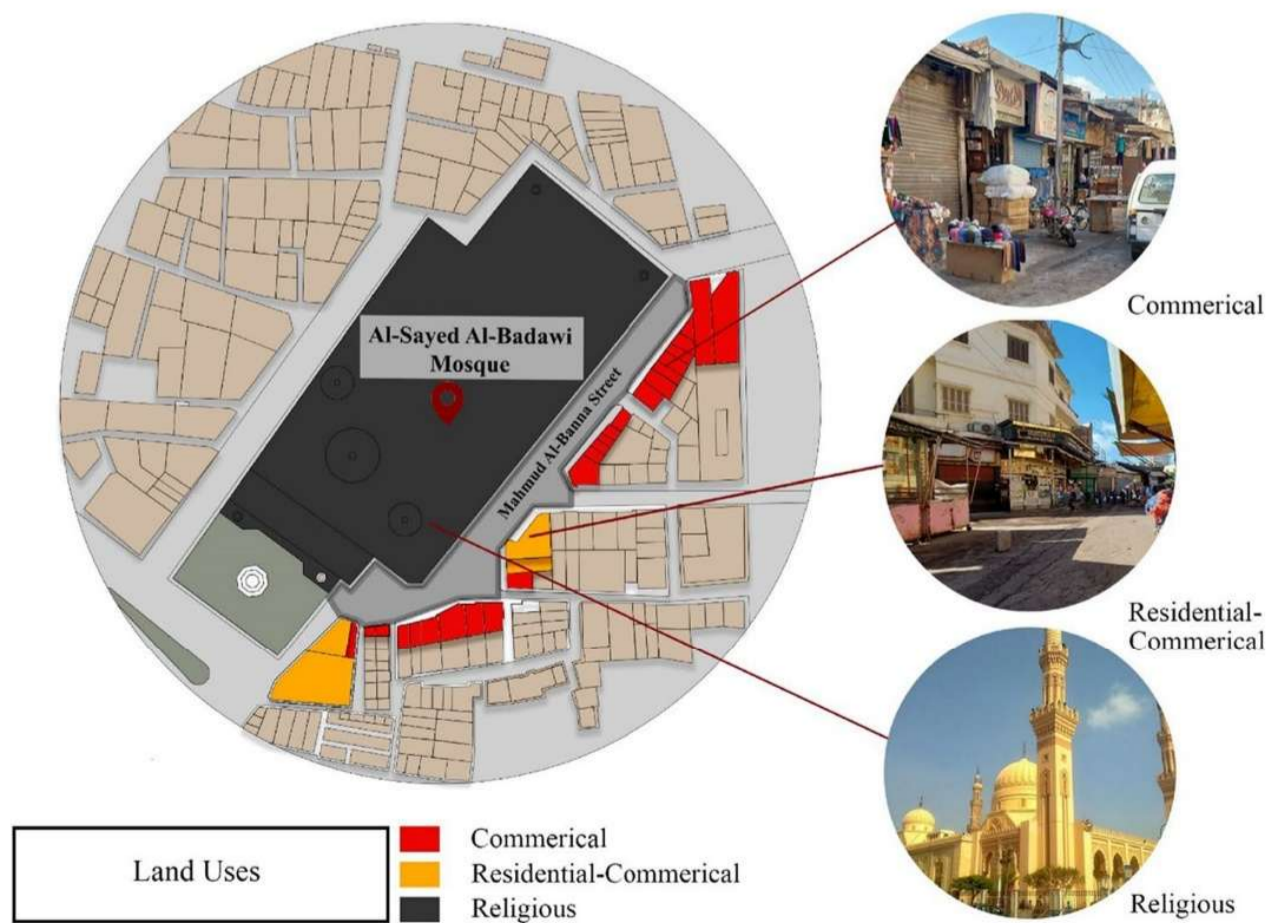 Al-Sayed Al-Badawi
Mosque
Mahmud Al-Banna Street
Commerical
Residential-
Commerical
Religious
Land Uses
Commerical
Residential-Commerical
Religious